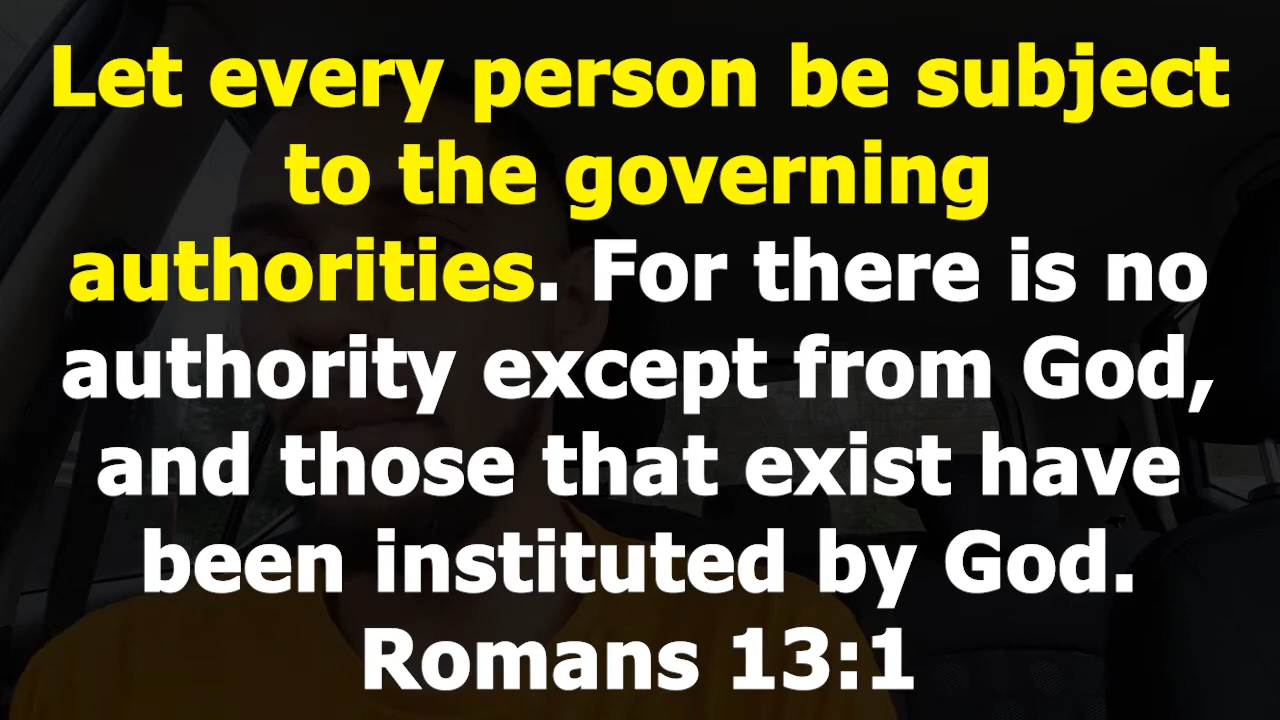 Let every person be subject
to the governing
authorities. For there is no
authority except from God,
and those that exist have
been instituted by God.
Romans 13:1